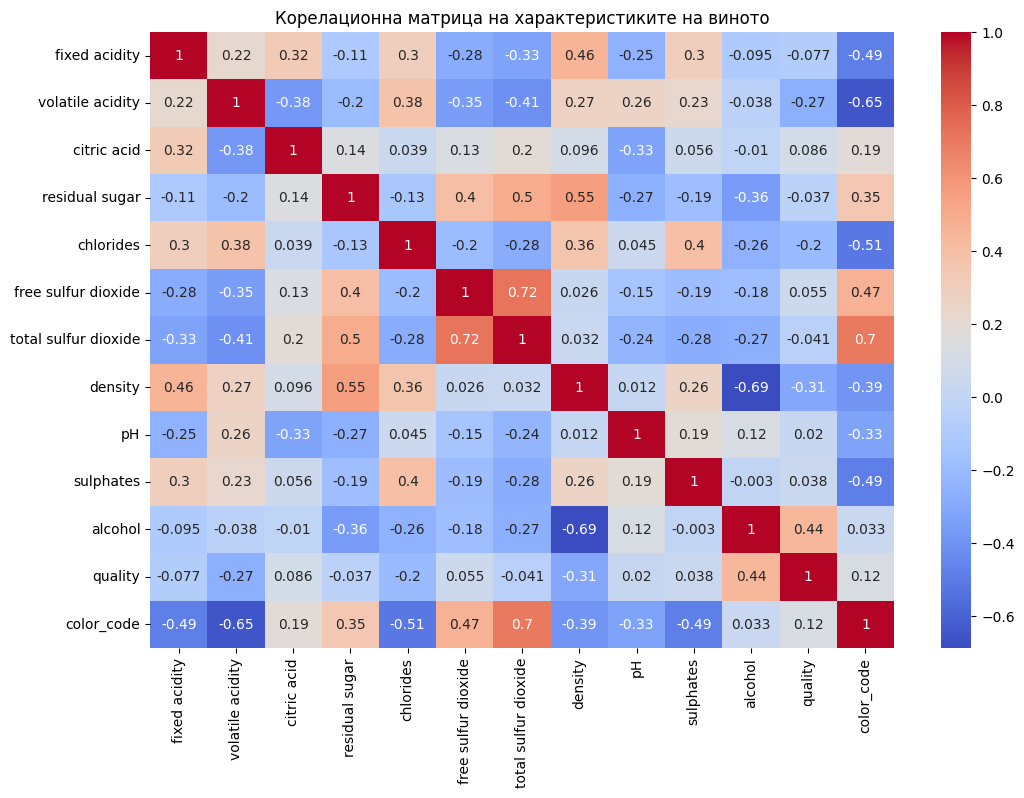 Корелационна матрица на характеристиките на виното
fixed acidity 1 0.22 0.32 -0.11 0.3 -0.28 -0.33 0.46 -0.25 0.3 -0.095 -0.077 -0.49
volatile acidity 0.22 1 -0.38 -0.2 0.38 -0.35 -0.41 0.27 0.26 0.23 -0.038 -0.27 -0.65
citric acid 0.32 -0.38 1 0.14 0.039 0.13 0.2 0.096 -0.33 0.056 -0.01 0.086 0.19
residual sugar -0.11 -0.2 0.14 1 -0.13 0.4 0.5 0.55 -0.27 -0.19 -0.36 -0.037 0.35
chlorides 0.3 0.38 0.039 -0.13 1 -0.2 -0.28 0.36 0.045 0.4 -0.26 -0.2 -0.51
free sulfur dioxide -0.28 -0.35 0.13 0.4 -0.2 1 0.72 0.026 -0.15 -0.19 -0.18 0.055 0.47
total sulfur dioxide -0.33 -0.41 0.2 0.5 -0.28 0.72 1 0.032 -0.24 -0.28 -0.27 -0.041 0.7
density 0.46 0.27 0.096 0.55 0.36 0.026 0.032 1 0.012 0.26 -0.69 -0.31 -0.39
pH -0.25 0.26 -0.33 -0.27 0.045 -0.15 -0.24 0.012 1 0.19 0.12 0.02 -0.33
sulphates 0.3 0.23 0.056 -0.19 0.4 -0.19 -0.28 0.26 0.19 1 -0.003 0.038 -0.49
alcohol -0.095 -0.038 -0.01 -0.36 -0.26 -0.18 -0.27 -0.69 0.12 -0.003 1 0.44 0.033
quality -0.077 -0.27 0.086 -0.037 -0.2 0.055 -0.041 -0.31 0.02 0.038 0.44 1 0.12
color_code -0.49 -0.65 0.19 0.35 -0.51 0.47 0.7 -0.39 -0.33 -0.49 0.033 0.12 1
fixed acidity
volatile acidity
citric acid
residual sugar
chlorides
free sulfur dioxide
total sulfur dioxide
density
pH
sulphates
alcohol
quality
color_code
1.0
0.8
0.6
0.4
0.2
0.0
−0.2
−0.4
−0.6